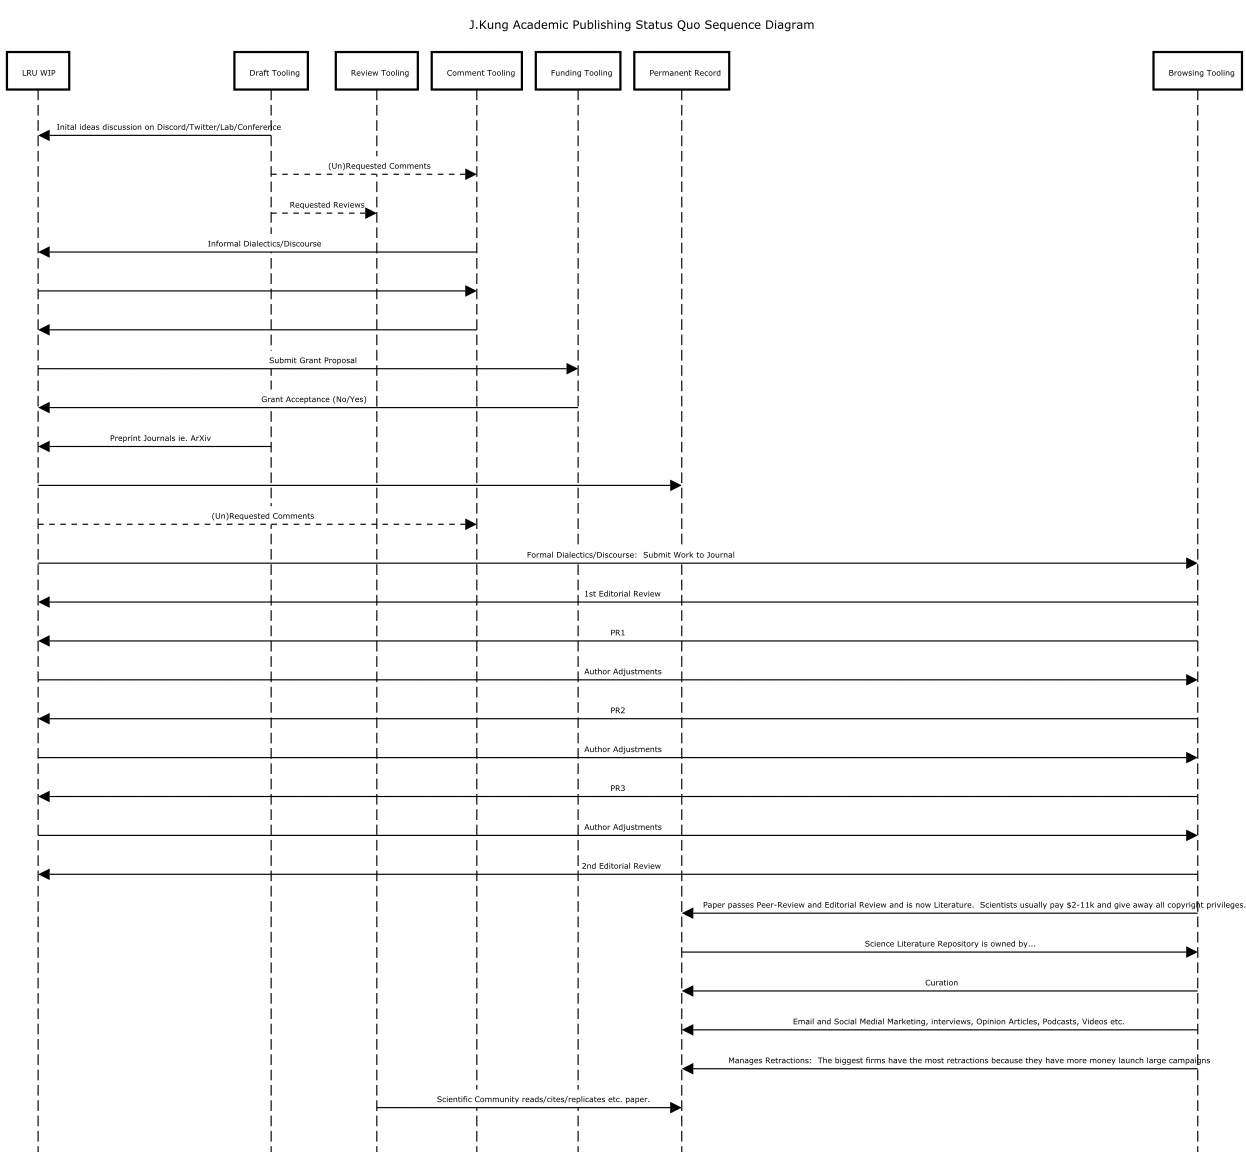 J.Kung Academic Publishing Status Quo Sequence Diagram
LRU WIP
Draft Tooling
Review Tooling
Comment Tooling
Funding Tooling
Permanent Record
Browsing Tooling
Inital ideas discussion on Discord/Twitter/Lab/Conference
(Un)Requested Comments
Requested Reviews
Informal Dialectics/Discourse
Submit Grant Proposal
Grant Acceptance (No/Yes)
Preprint Journals ie. ArXiv
(Un)Requested Comments
Formal Dialectics/Discourse:  Submit Work to Journal
1st Editorial Review
PR1
Author Adjustments
PR2
Author Adjustments
PR3
Author Adjustments
2nd Editorial Review
Paper passes Peer-Review and Editorial Review and is now Literature.  Scientists usually pay $2-11k and give away all copyright privileges.
Science Literature Repository is owned by...
Curation
Email and Social Medial Marketing, interviews, Opinion Articles, Podcasts, Videos etc.
Manages Retractions:  The biggest firms have the most retractions because they have more money launch large campaigns
Scientific Community reads/cites/replicates etc. paper.